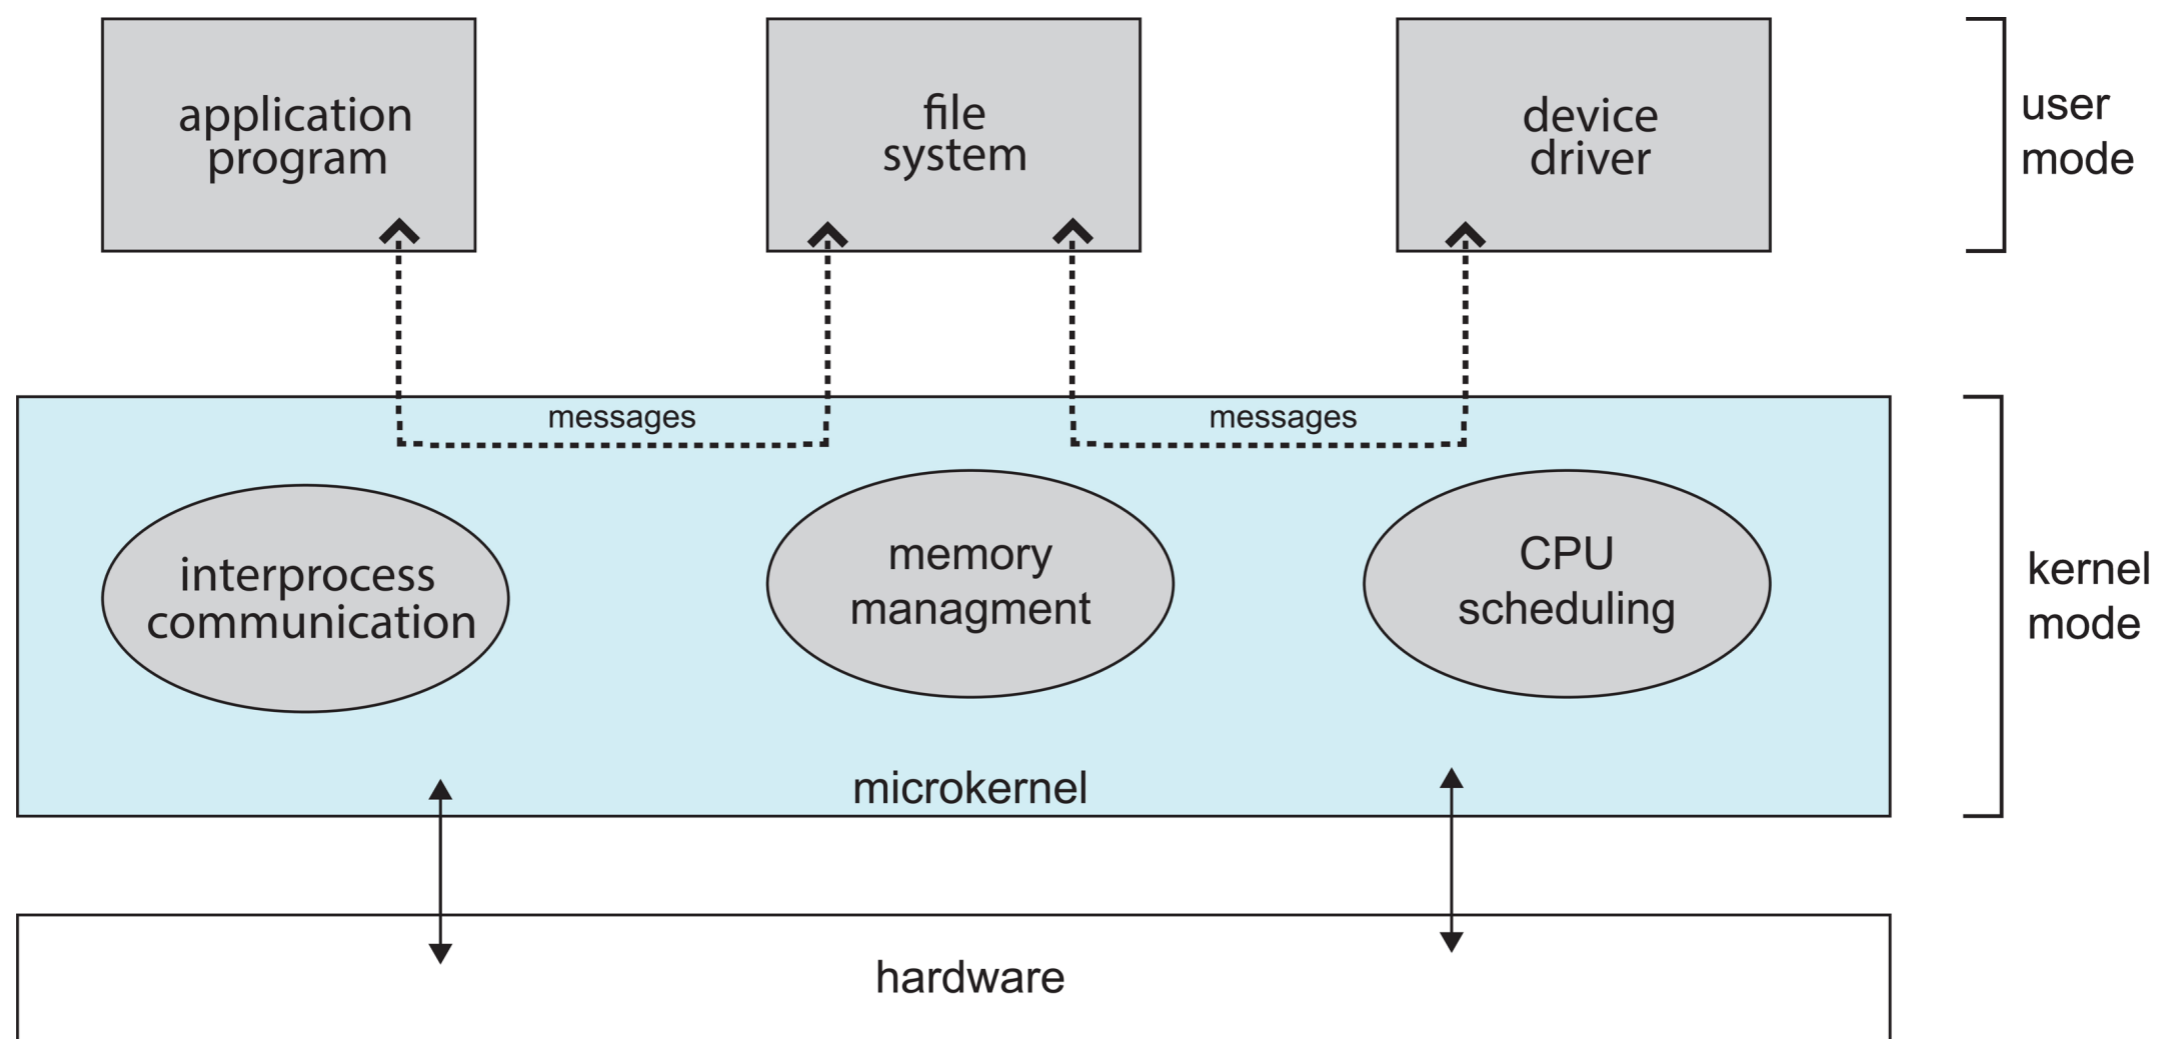 application
program
file
system
device
driver
user
mode
messages
messages
interprocess
communication
memory
managment
CPU
scheduling
kernel
mode
microkernel
hardware